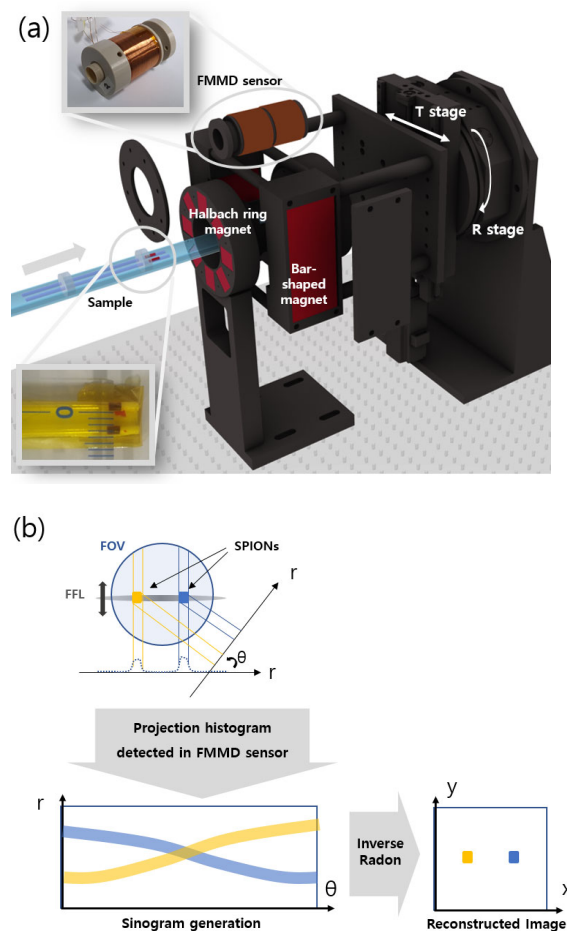 (a)
FMMD sensor
T stage
R stage
Halbach ring
magnet
Bar-
shaped
magnet
Sample
0
(b)
FOV
SPIONs
r
FFL
θ
r
Projection histogram
detected in FMMD sensor
r
θ
Sinogram generation
Inverse
Radon
y
x
Reconstructed Image